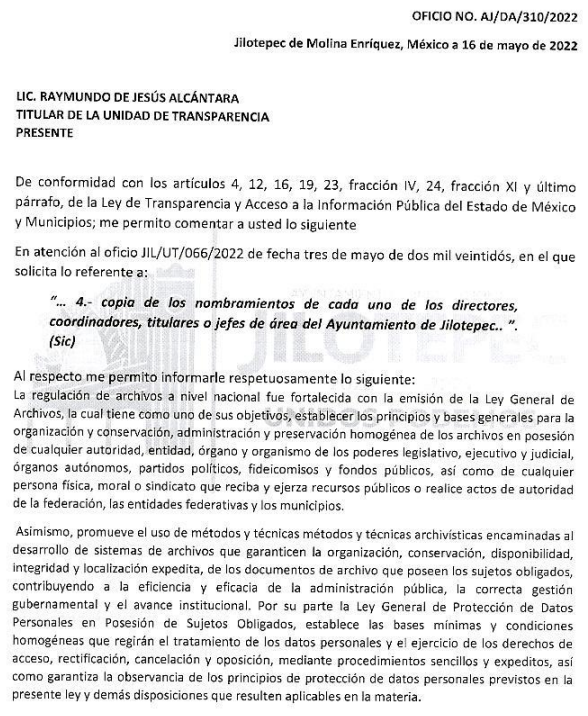 OFICIO NO. AJ/DA/310/2022
Jilotepec de Molina Enríquez, México a 16 de mayo de 2022
LIC. RAYMUNDO DE JESÚS ALCÁNTARA
TITULAR DE LA UNIDAD DE TRANSPARENCIA
PRESENTE
De conformidad con los artículos 4, 12, 16, 19, 23, fracción IV, 24, fracción XI y último
párrafo, de la Ley de Transparencia y Acceso a la Información Pública del Estado de México
y Municipios; me permito comentar a usted lo siguiente
En atención al oficio JIL/UT/066/2022 de fecha tres de mayo de dos mil veintidós, en el que
solicita lo referente a:
"... 4.- copia de los nombramientos de cada uno de los directores,
coordinadores, titulares o jefes de área del Ayuntamiento de Jilotepec.. ".
(Sic)
JILOTEPEC
UNIDOS PODEMOS
Al respecto me permito informarle respetuosamente lo siguiente:
La regulación de archivos a nivel nacional fue fortalecida con la emisión de la Ley General de
Archivos, la cual tiene como uno de sus objetivos, establecer los principios y bases generales para la
organización y conservación, administración y preservación homogénea de los archivos en posesión
de cualquier autoridad, entidad, órgano y organismo de los poderes legislativo, ejecutivo y judicial,
órganos autónomos, partidos políticos, fideicomisos y fondos públicos, así como de cualquier
persona física, moral o sindicato que reciba y ejerza recursos públicos o realice actos de autoridad
de la federación, las entidades federativas y los municipios.
Asimismo, promueve el uso de métodos y técnicas métodos y técnicas archivísticas encaminadas al
desarrollo de sistemas de archivos que garanticen la organización, conservación, disponibilidad,
integridad y localización expedita, de los documentos de archivo que poseen los sujetos obligados,
contribuyendo a la eficiencia y eficacia de la administración pública, la correcta gestión
gubernamental y el avance institucional. Por su parte la Ley General de Protección de Datos
Personales en Posesión de Sujetos Obligados, establece las bases mínimas y condiciones
homogéneas que regirán el tratamiento de los datos personales y el ejercicio de los derechos de
acceso, rectificación, cancelación y oposición, mediante procedimientos sencillos y expeditos, así
como garantiza la observancia de los principios de protección de datos personales previstos en la
presente ley y demás disposiciones que resulten aplicables en la materia.